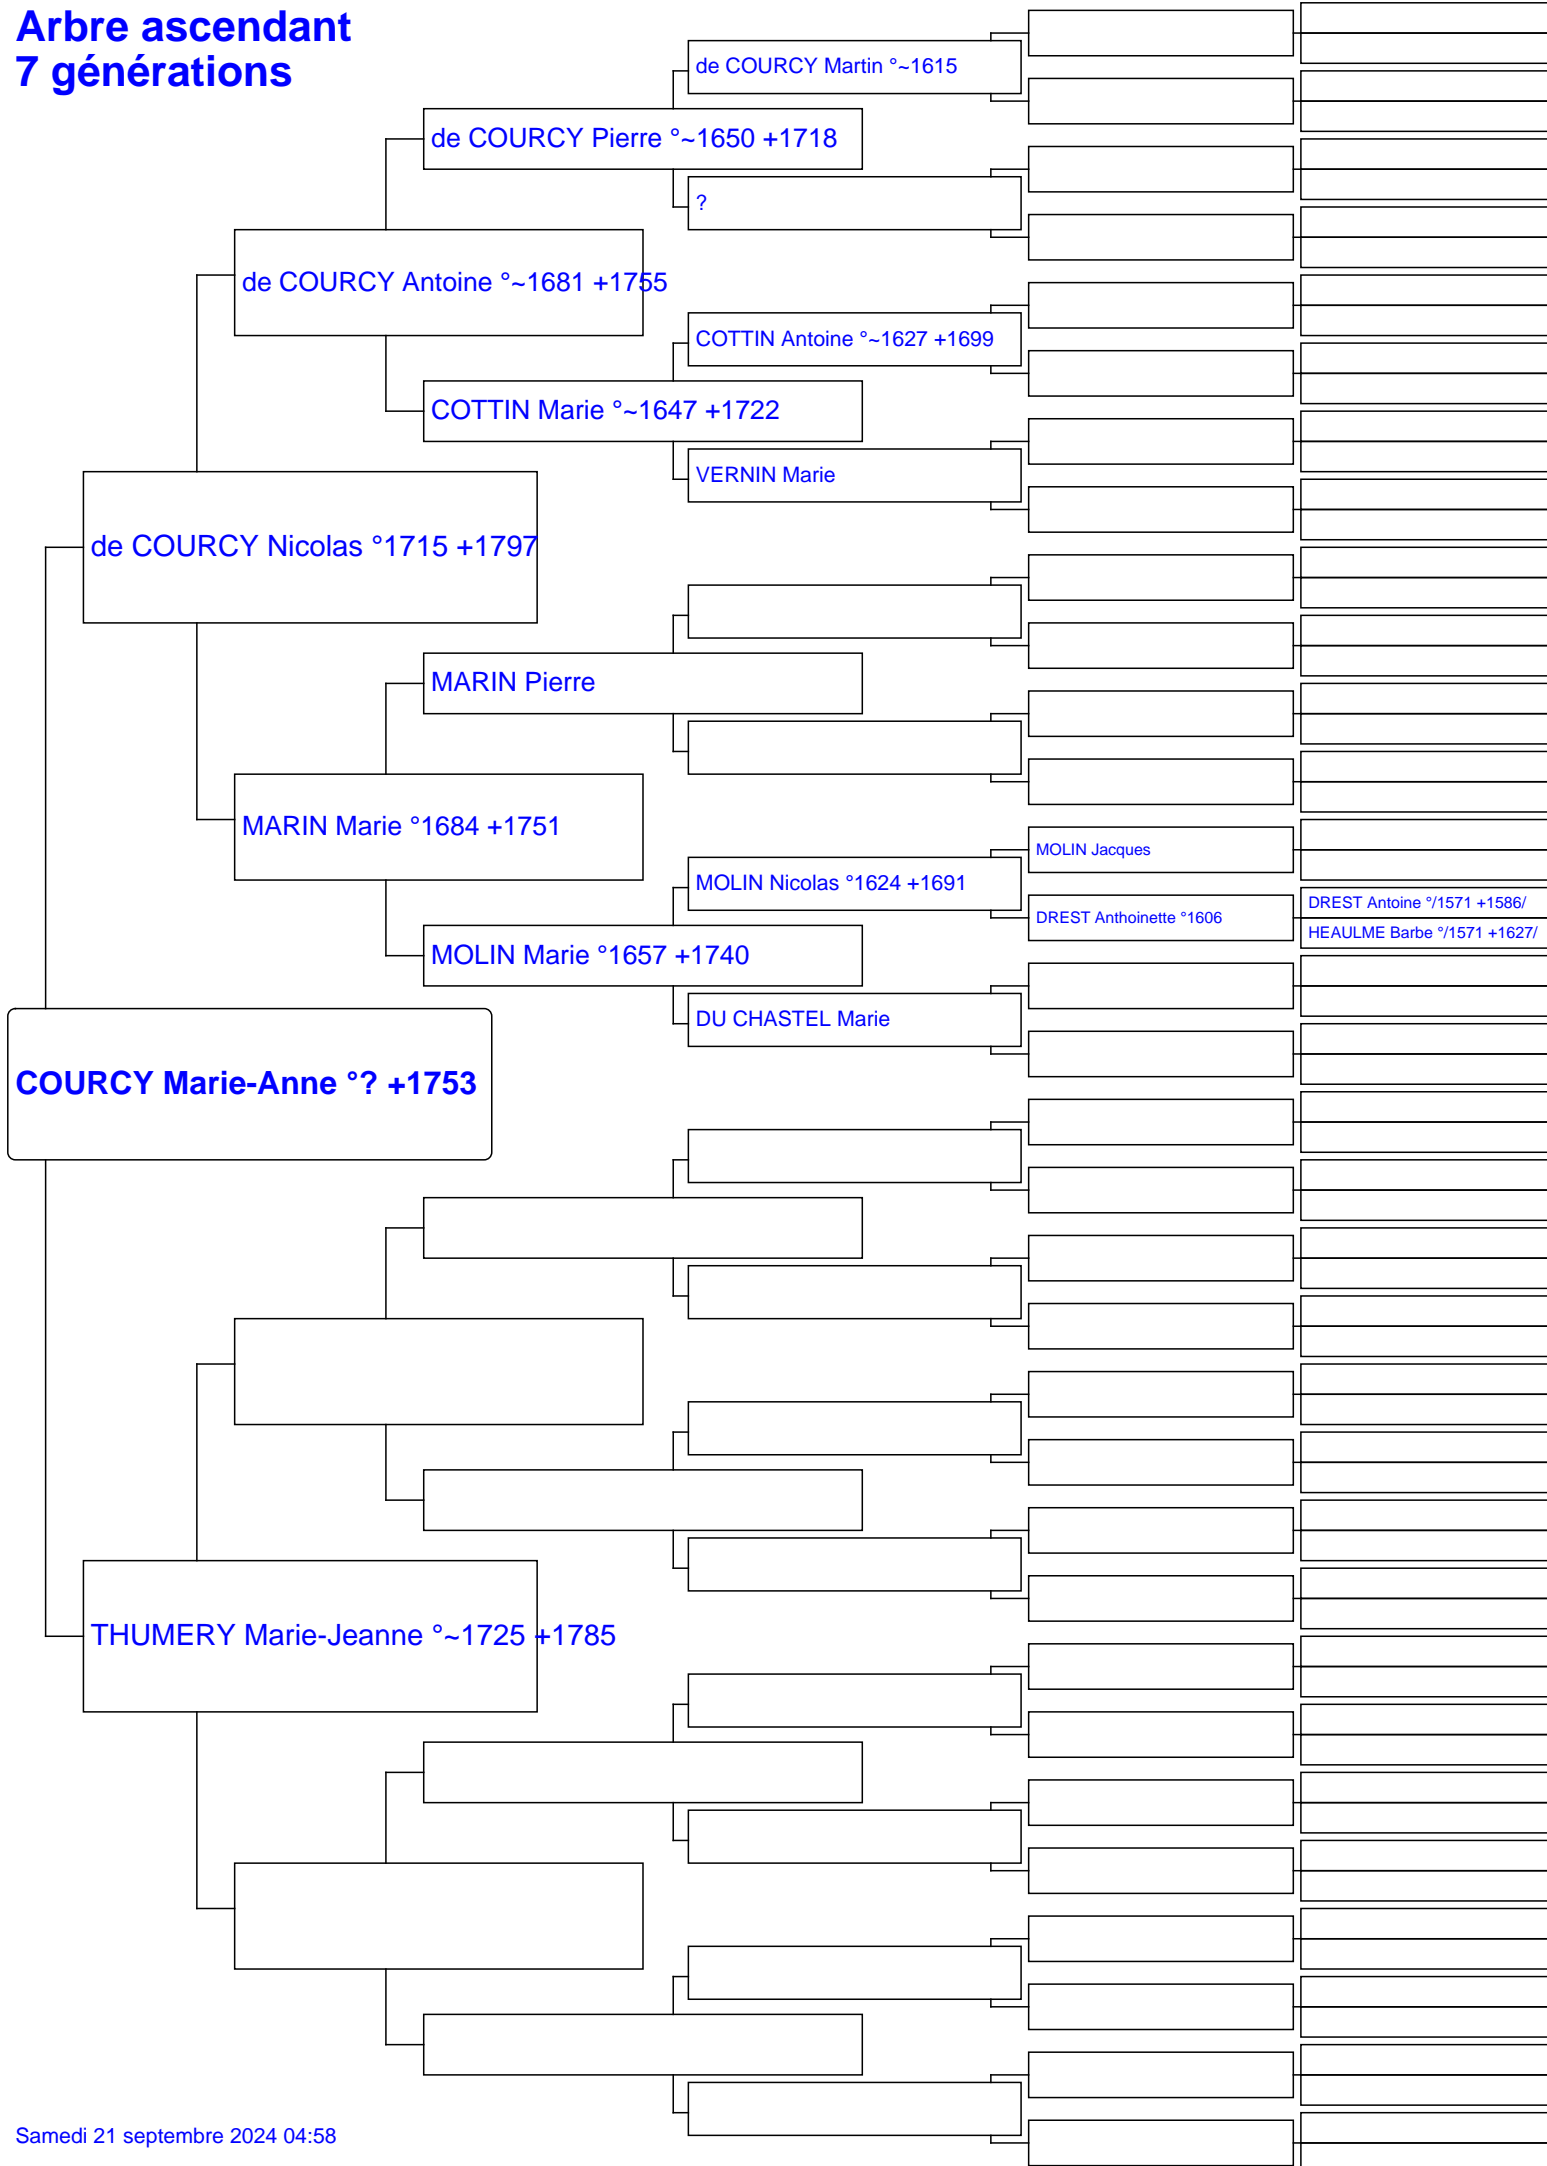 Arbre ascendant
7 générations
de COURCY Martin °~1615
de COURCY Pierre °~1650 +1718
?
de COURCY Antoine °~1681 +1755
COTTIN Antoine °~1627 +1699
COTTIN Marie °~1647 +1722
VERNIN Marie
de COURCY Nicolas °1715 +1797
MARIN Pierre
MARIN Marie °1684 +1751
MOLIN Jacques
MOLIN Nicolas °1624 +1691
DREST Antoine °/1571 +1586/
DREST Anthoinette °1606
HEAULME Barbe °/1571 +1627/
MOLIN Marie °1657 +1740
DU CHASTEL Marie
COURCY Marie-Anne °? +1753
THUMERY Marie-Jeanne °~1725 +1785
Samedi 21 septembre 2024 04:58